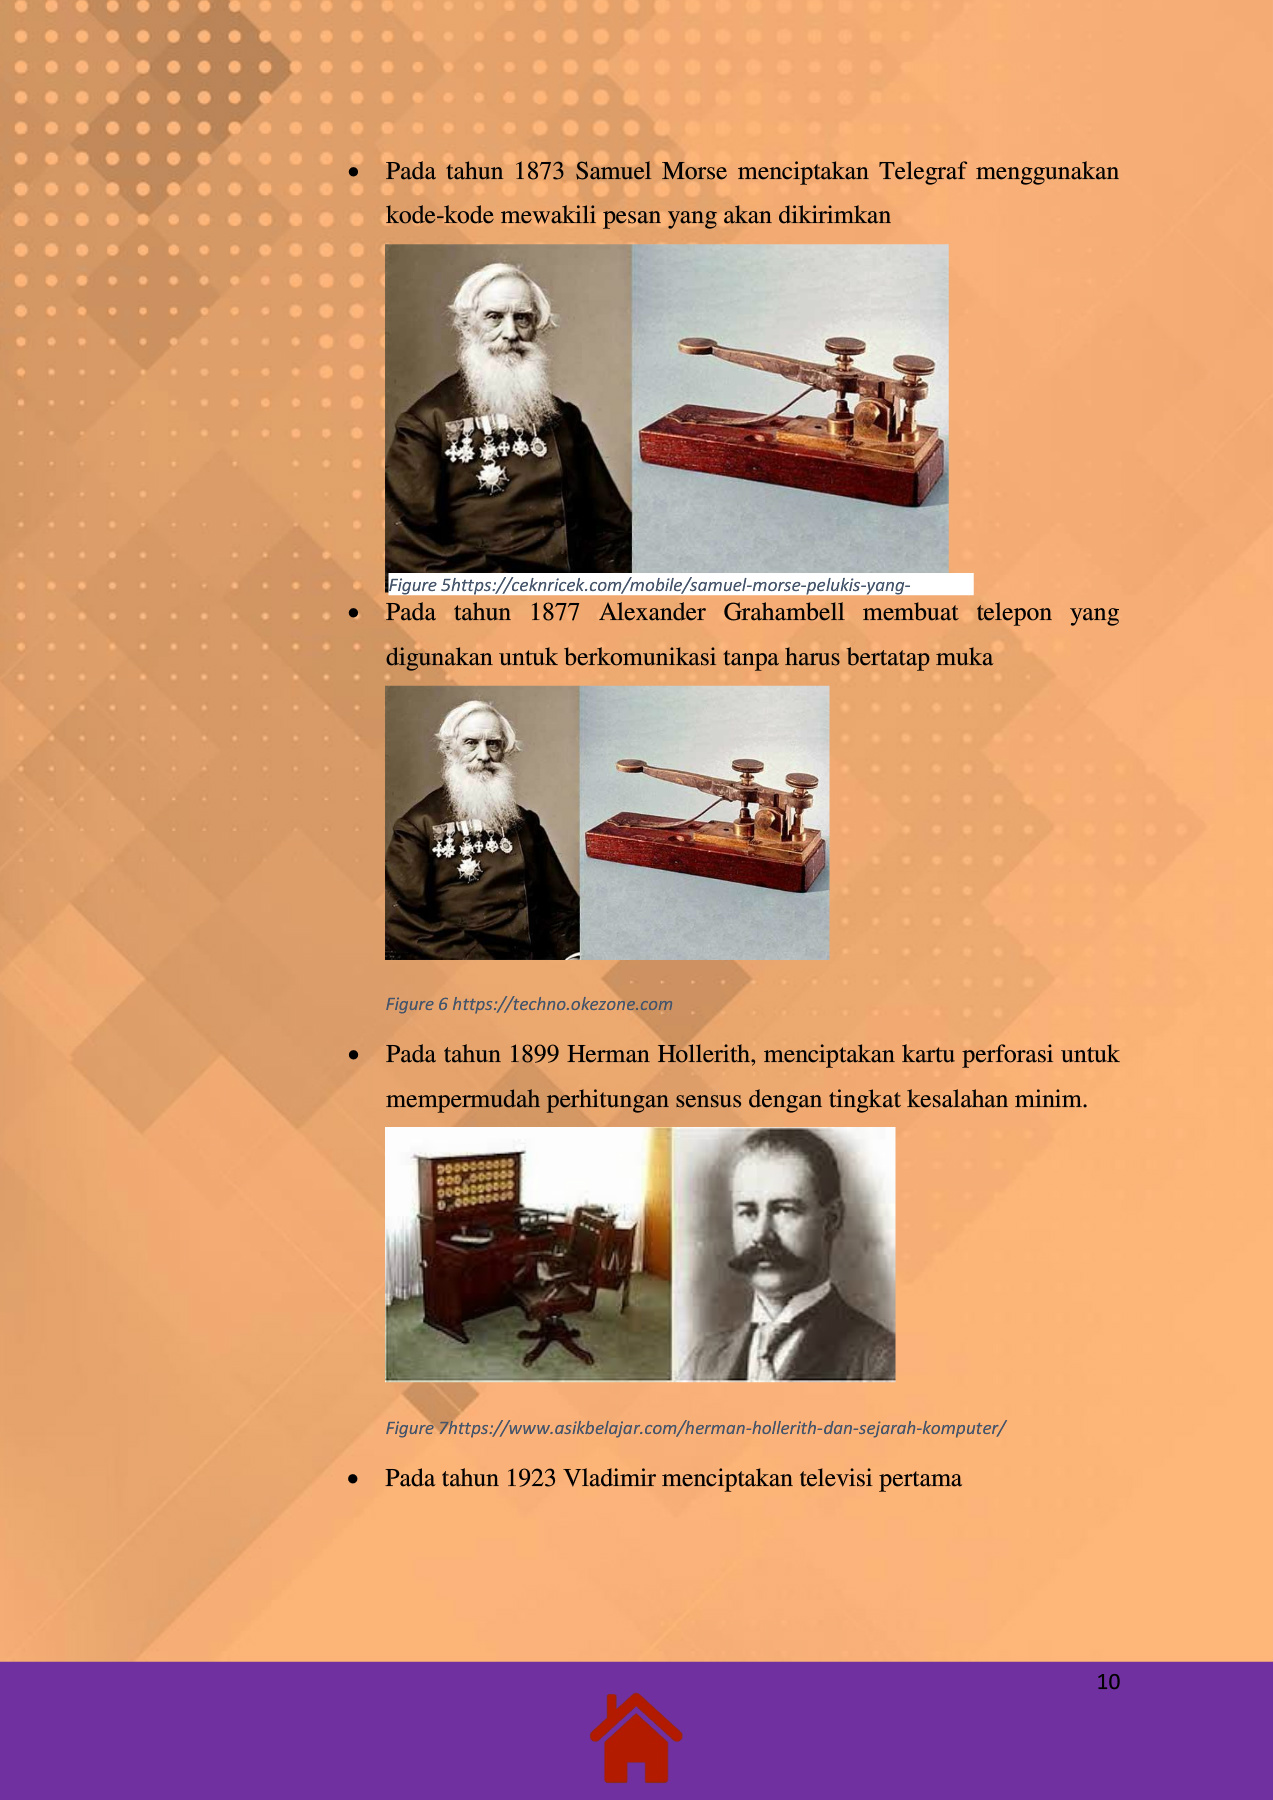 • Pada tahun 1873 Samuel Morse menciptakan Telegraf menggunakan
kode-kode mewakili pesan yang akan dikirimkan
Figure 5https://ceknricek.com/mobile/samuel-morse-pelukis-yang-
• Pada tahun 1877 Alexander Grahambell membuat telepon yang
digunakan untuk berkomunikasi tanpa harus bertatap muka
Figure 6 https://techno.okezone.com
• Pada tahun 1899 Herman Hollerith, menciptakan kartu perforasi untuk
mempermudah perhitungan sensus dengan tingkat kesalahan minim.
Figure 7https://www.asikbelajar.com/herman-hollerith-dan-sejarah-komputer/
• Pada tahun 1923 Vladimir menciptakan televisi pertama
10